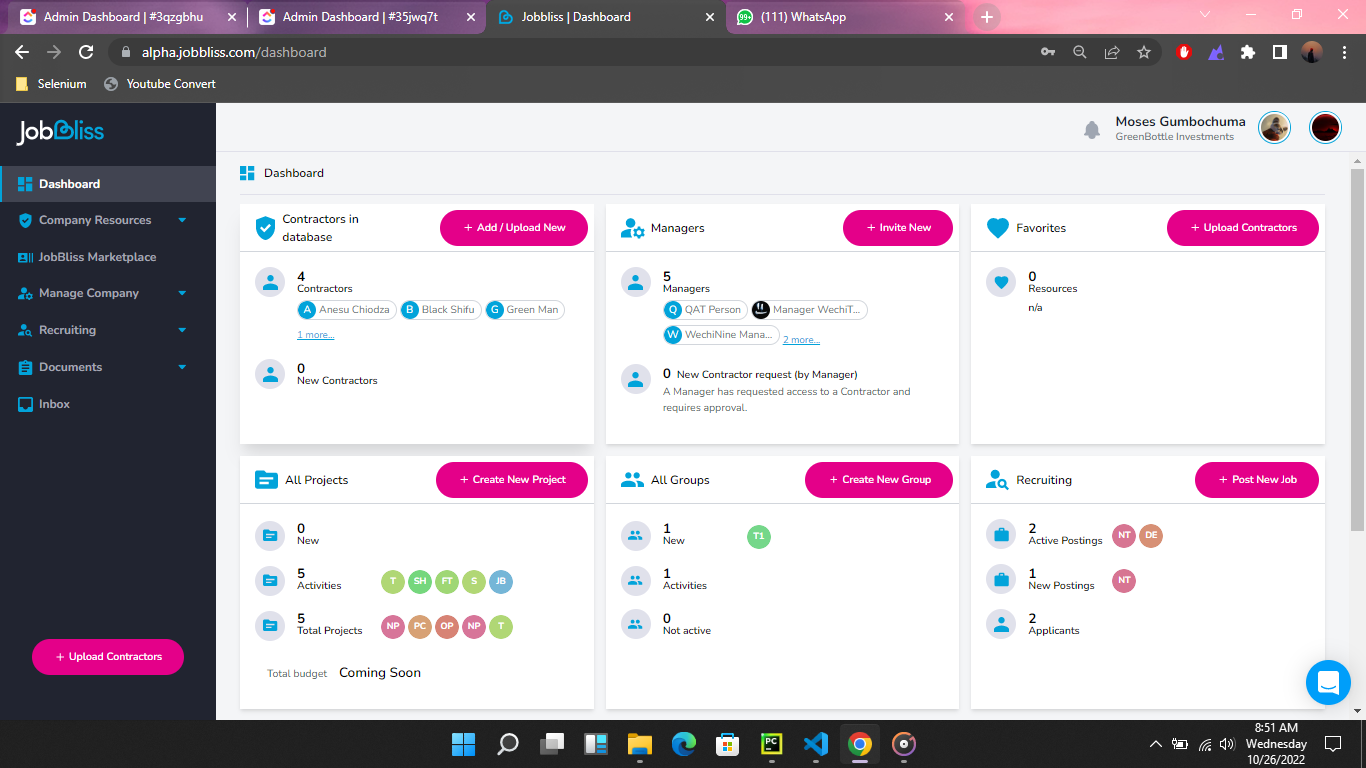 Admin Dashboard | #3qzgbhu
Admin Dashboard | #35jwq7t
Jobbliss | Dashboard
99+
(111) WhatsApp
alpha.jobbliss.com/dashboard
Selenium
Youtube Convert
JobBliss
Moses Gumbochuma
GreenBottle Investments
Dashboard
Company Resources
JobBliss Marketplace
Manage Company
Recruiting
Documents
Inbox
+ Upload Contractors
Dashboard
Contractors in
database
+ Add / Upload New
4
Contractors
A Anesu Chiodza
B Black Shifu
G Green Man
1 more...
0
New Contractors
Managers
+ Invite New
5
Managers
Q QAT Person
Manager WechiT...
W WechiNine Mana...
2 more...
0 New Contractor request (by Manager)
A Manager has requested access to a Contractor and
requires approval.
Favorites
+ Upload Contractors
0
Resources
n/a
All Projects
+ Create New Project
0
New
5
Activities
T SH FT S JB
5
Total Projects
NP PC OP NP T
Total budget Coming Soon
All Groups
+ Create New Group
1
New
T1
1
Activities
0
Not active
Recruiting
+ Post New Job
2
Active Postings
NT DE
1
New Postings
NT
2
Applicants
PC
8:51 AM
Wednesday
10/26/2022